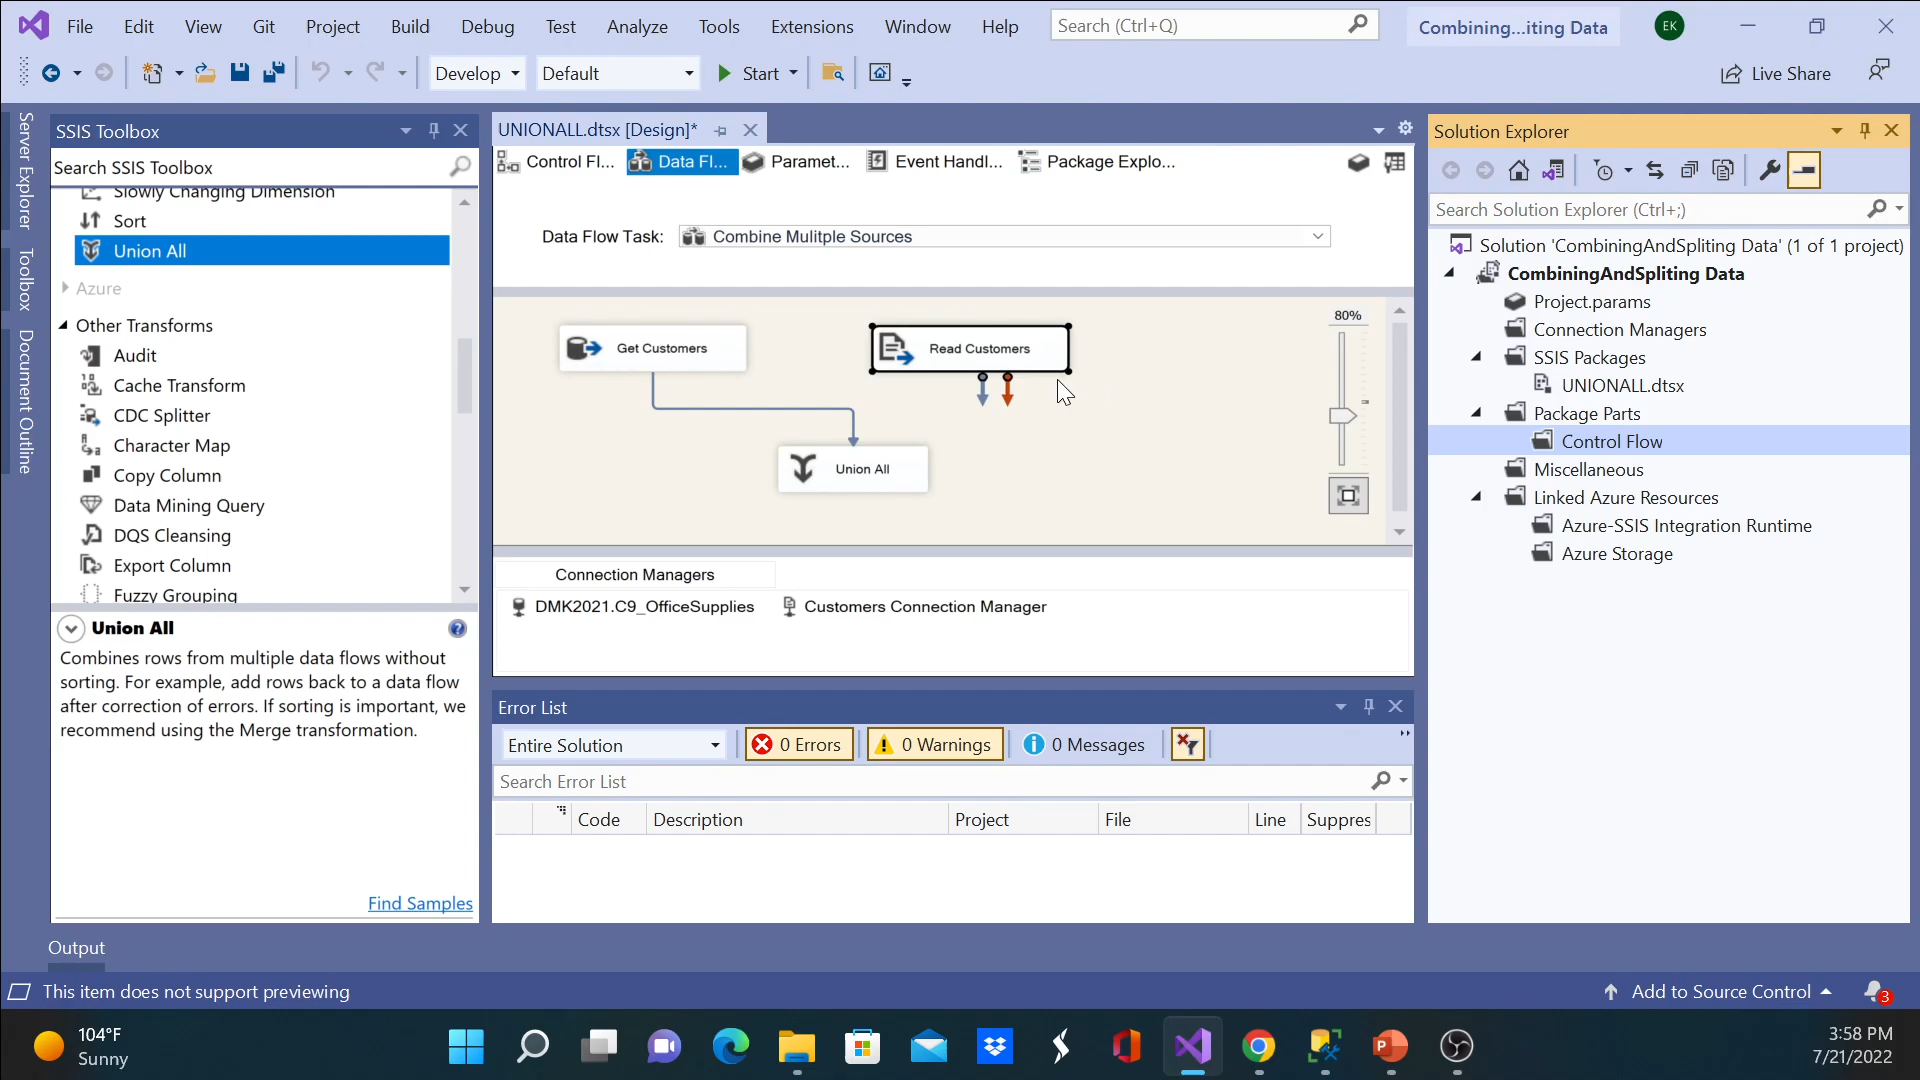 File Edit View Git Project Build Debug Test Analyze Tools Extensions Window Help Search (Ctrl+Q) Combining...iting Data EK
Develop Default Start Live Share
Server Explorer
Toolbox
Document Outline
SSIS Toolbox
Search SSIS Toolbox
Slowly Changing Dimension
Sort
Union All
Azure
Other Transforms
Audit
Cache Transform
CDC Splitter
Character Map
Copy Column
Data Mining Query
DQS Cleansing
Export Column
Fuzzy Grouping
Union All
Combines rows from multiple data flows without
sorting. For example, add rows back to a data flow
after correction of errors. If sorting is important, we
recommend using the Merge transformation.
Find Samples
UNIONALL.dtsx [Design]*
Control Fl... Data Fl... Paramet... Event Handl... Package Explo...
Data Flow Task: Combine Mulitple Sources
80%
Get Customers
Read Customers
Union All
Connection Managers
DMK2021.C9_OfficeSupplies Customers Connection Manager
Error List
Entire Solution 0 Errors 0 Warnings 0 Messages
Search Error List
Code Description Project File Line Suppres
Solution Explorer
Search Solution Explorer (Ctrl+;)
Solution 'CombiningAndSpliting Data' (1 of 1 project)
CombiningAndSpliting Data
Project.params
Connection Managers
SSIS Packages
UNIONALL.dtsx
Package Parts
Control Flow
Miscellaneous
Linked Azure Resources
Azure-SSIS Integration Runtime
Azure Storage
Output
This item does not support previewing Add to Source Control 3
104°F
Sunny
3:58 PM
7/21/2022